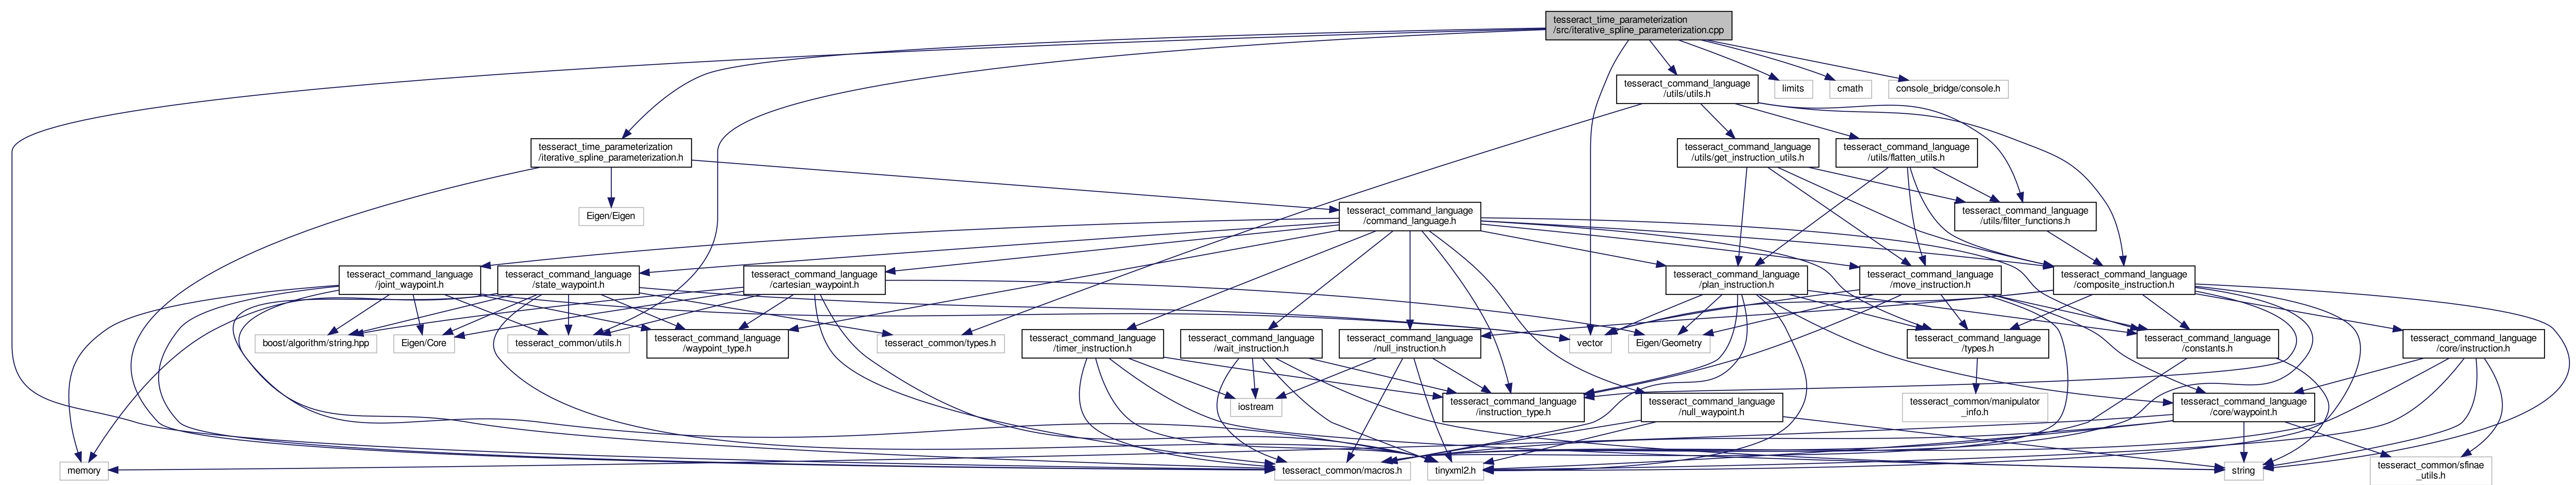 tesseract_time_parameterization
/src/iterative_spline_parameterization.cpp
tesseract_command_language
/utils/utils.h
limits
cmath
console_bridge/console.h
tesseract_time_parameterization
/iterative_spline_parameterization.h
tesseract_command_language
/utils/get_instruction_utils.h
tesseract_command_language
/utils/flatten_utils.h
Eigen/Eigen
tesseract_command_language
/command_language.h
tesseract_command_language
/utils/filter_functions.h
tesseract_command_language
/joint_waypoint.h
tesseract_command_language
/state_waypoint.h
tesseract_command_language
/cartesian_waypoint.h
tesseract_command_language
/plan_instruction.h
tesseract_command_language
/move_instruction.h
tesseract_command_language
/composite_instruction.h
boost/algorithm/string.hpp
Eigen/Core
tesseract_common/utils.h
tesseract_command_language
/waypoint_type.h
tesseract_common/types.h
tesseract_command_language
/timer_instruction.h
tesseract_command_language
/wait_instruction.h
tesseract_command_language
/null_instruction.h
vector
Eigen/Geometry
tesseract_command_language
/types.h
tesseract_command_language
/constants.h
tesseract_command_language
/core/instruction.h
iostream
tesseract_command_language
/instruction_type.h
tesseract_command_language
/null_waypoint.h
tesseract_common/manipulator
_info.h
tesseract_command_language
/core/waypoint.h
memory
tesseract_common/macros.h
tinyxml2.h
string
tesseract_common/sfinae
_utils.h